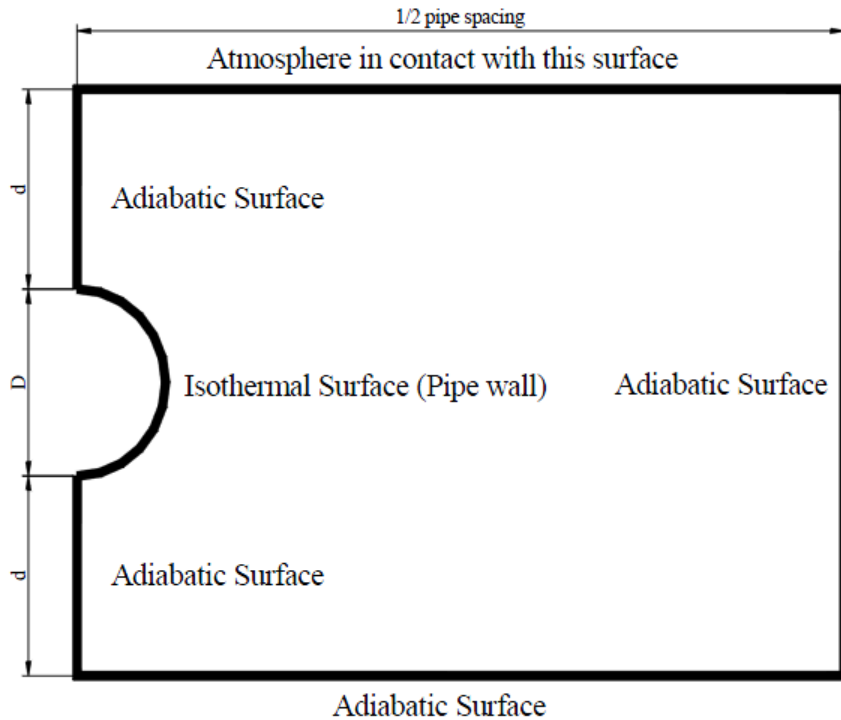 1/2 pipe spacing
Atmosphere in contact with this surface
d
Adiabatic Surface
D
Isothermal Surface (Pipe wall)
Adiabatic Surface
d
Adiabatic Surface
Adiabatic Surface